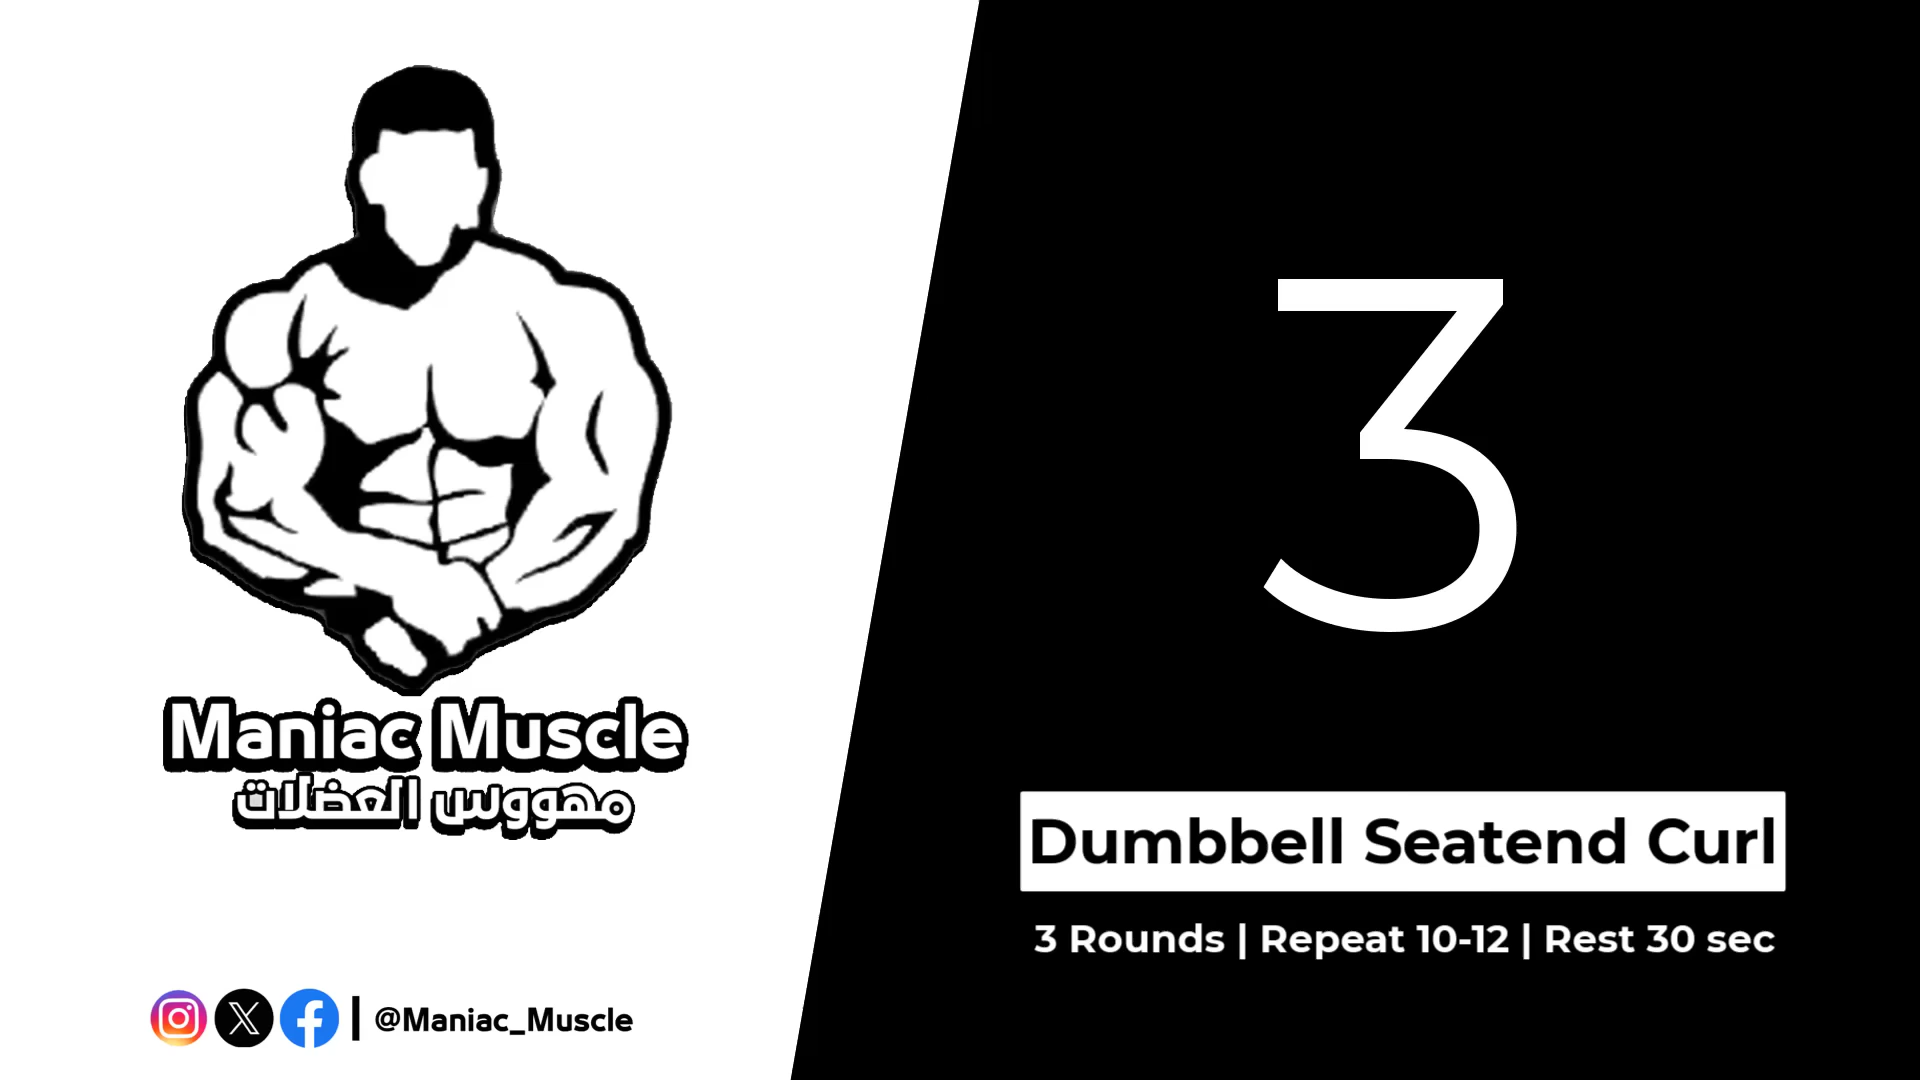 Maniac Muscle
مهووس العضلات
@Maniac_Muscle
3
Dumbbell Seatend Curl
3 Rounds | Repeat 10-12 | Rest 30 sec